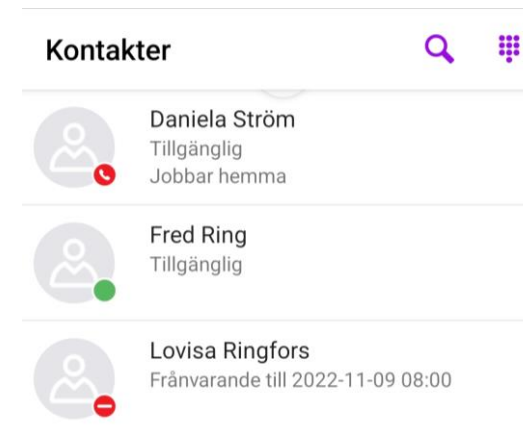 Kontakter
Daniela Ström
Tillgänglig
Jobbar hemma
Fred Ring
Tillgänglig
Lovisa Ringfors
Frånvarande till 2022-11-09 08:00